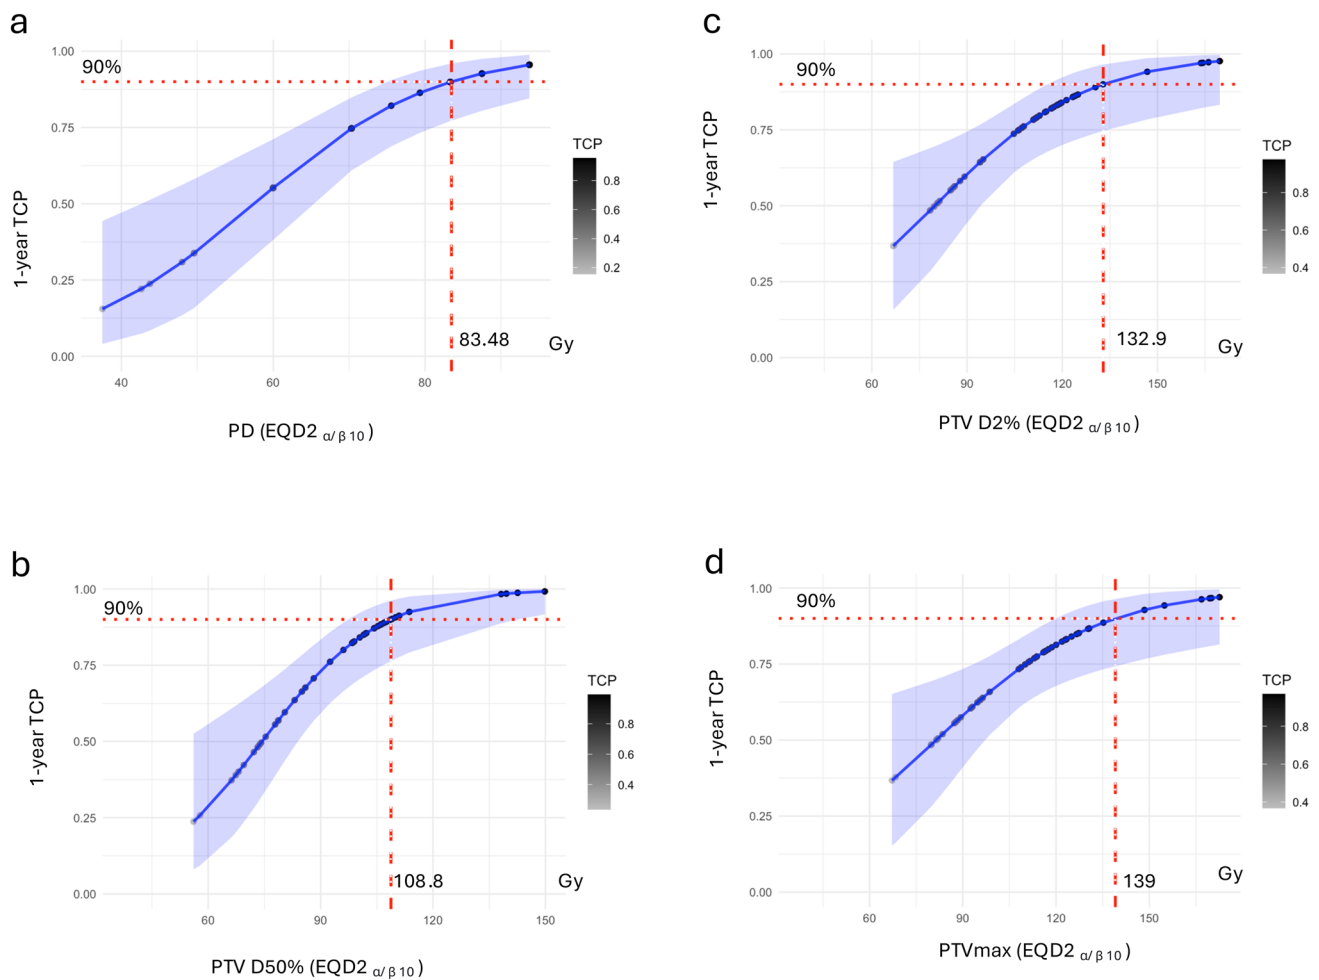 a
1.00
90%
0.75
0.50
0.25
0.00
1-year TCP
83.48
Gy
40
60
80
PD (EQD2 α/ β 10 )
TCP
0.8
0.6
0.4
0.2
c
1.00
90%
0.75
0.50
0.25
0.00
1-year TCP
132.9
Gy
60
90
120
150
PTV D2% (EQD2 α/ β 10 )
TCP
0.8
0.6
0.4
b
1.00
90%
0.75
0.50
0.25
0.00
1-year TCP
108.8
Gy
60
90
120
150
PTV D50% (EQD2 α/ β 10 )
TCP
0.8
0.6
0.4
d
1.00
90%
0.75
0.50
0.25
0.00
1-year TCP
139
Gy
60
90
120
150
PTVmax (EQD2 α/ β 10 )
TCP
0.8
0.6
0.4